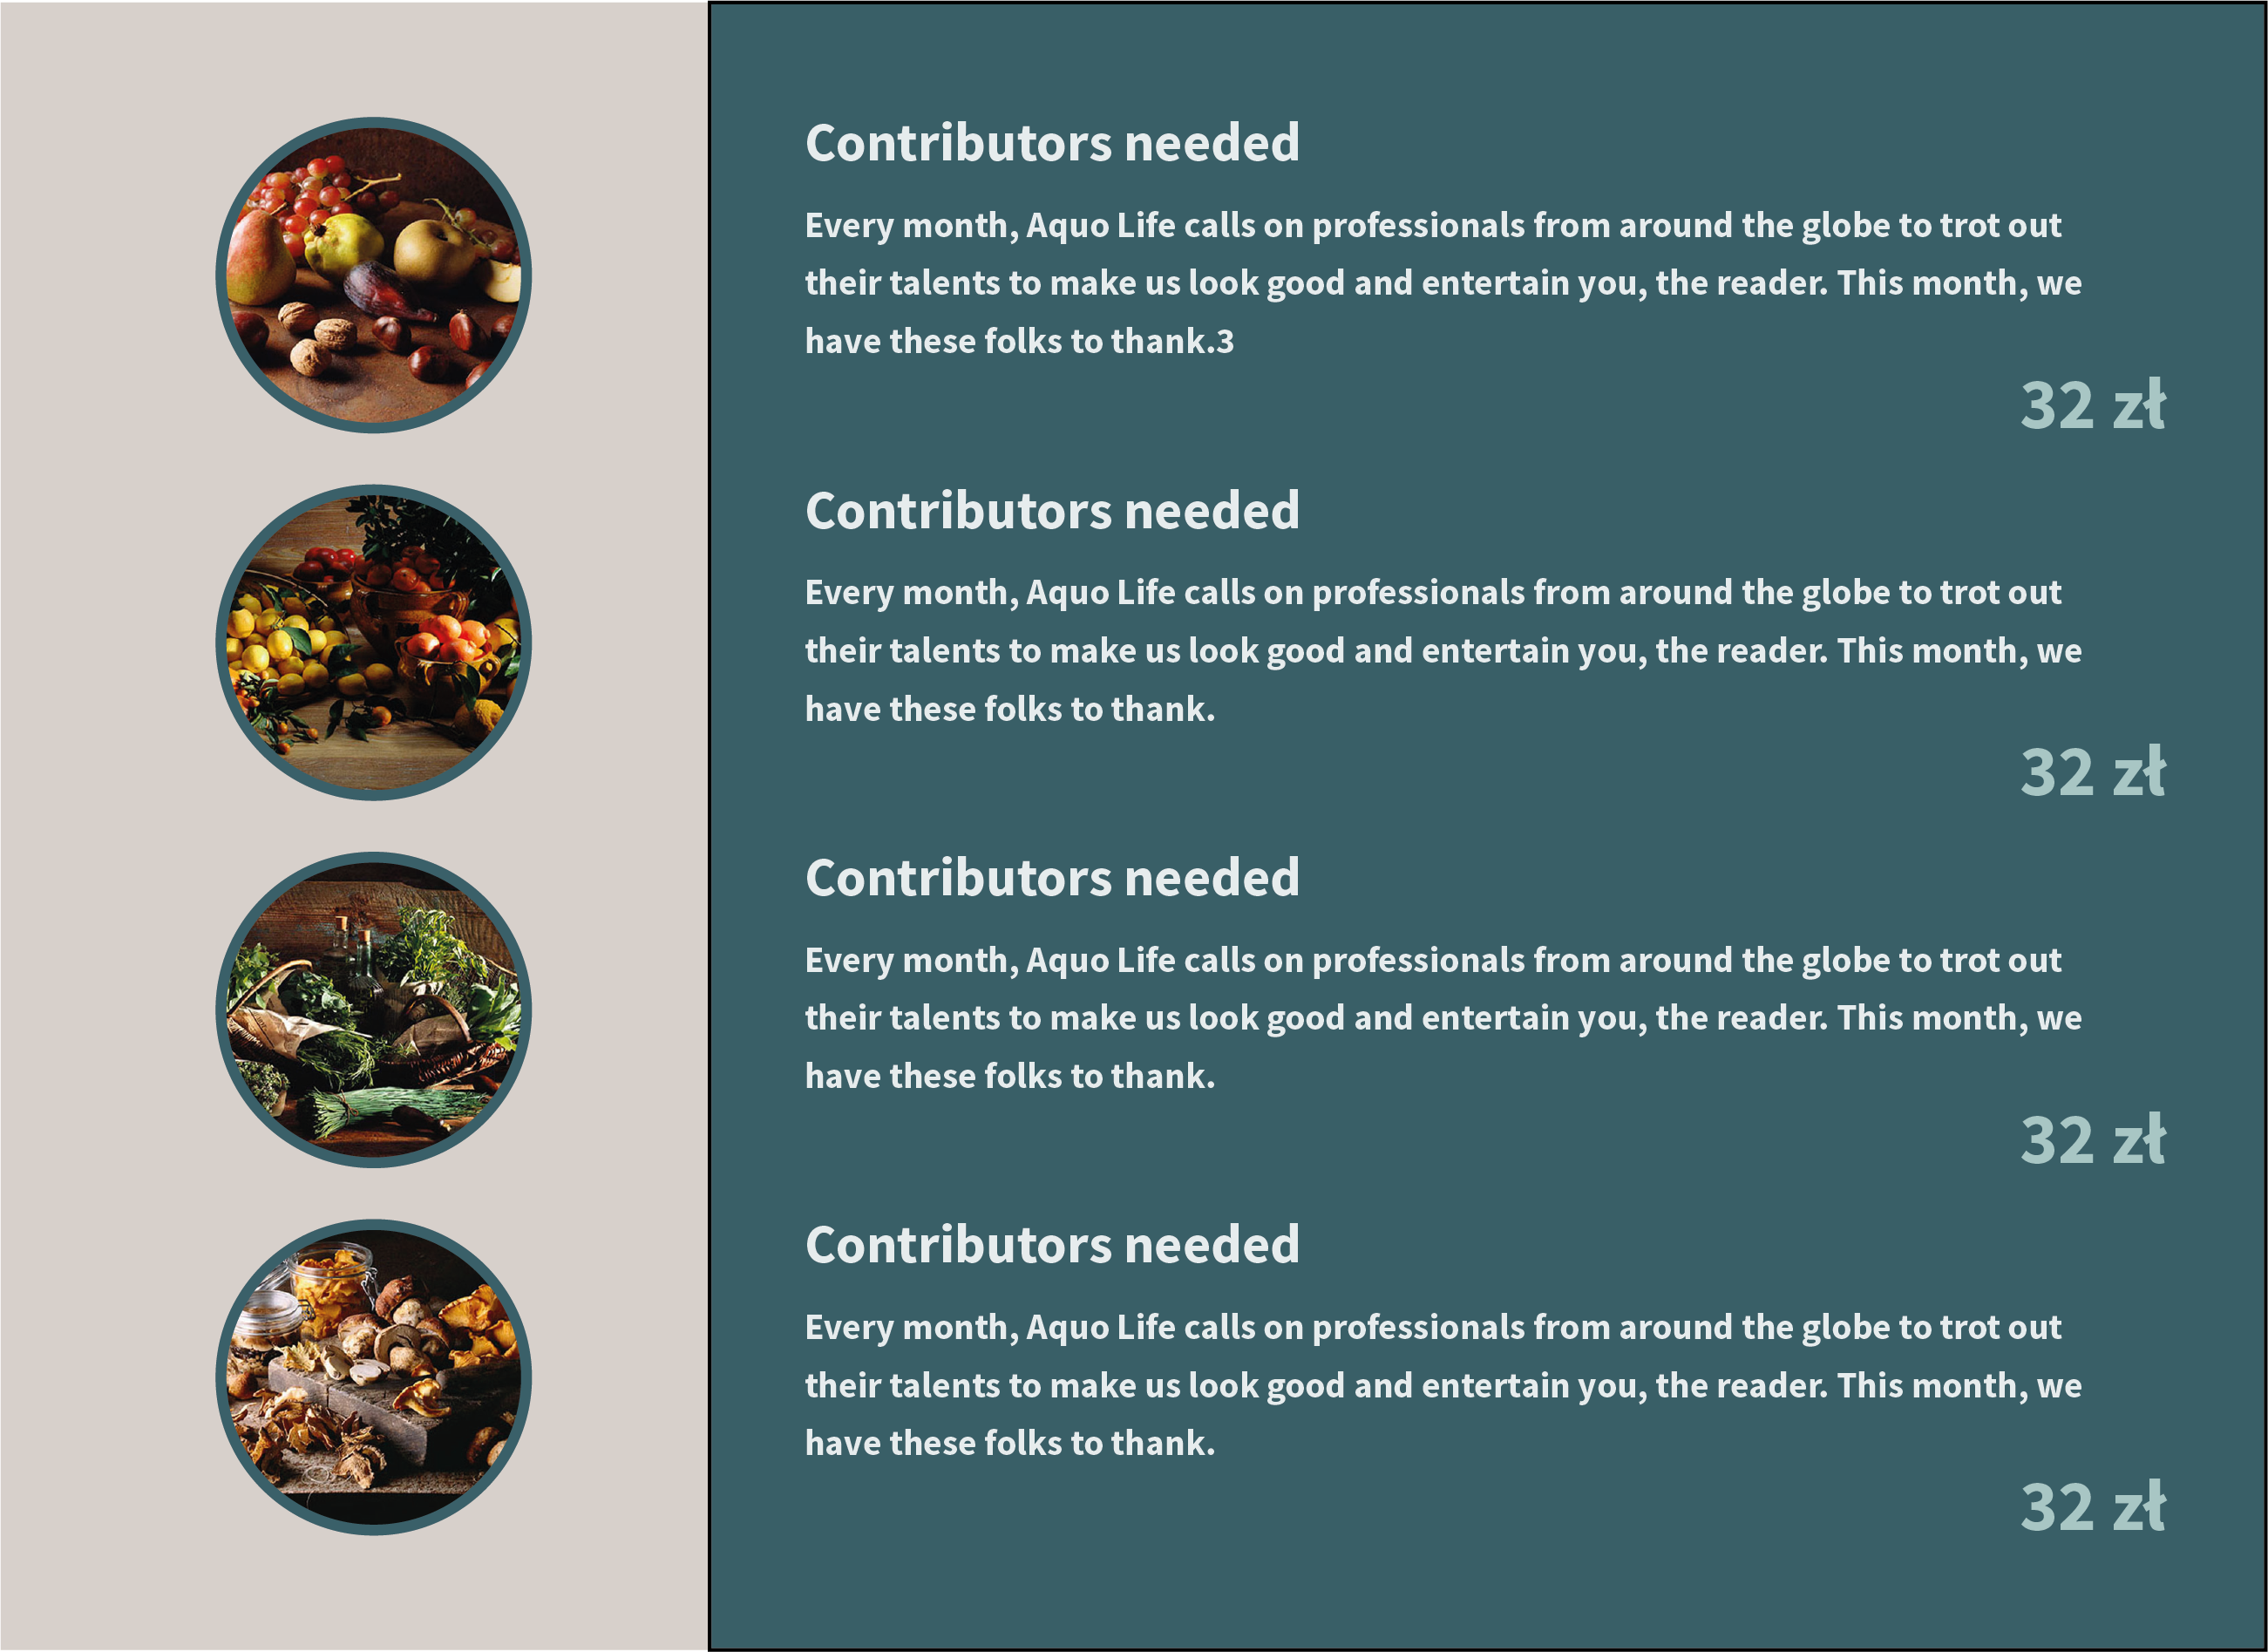 Contributors needed
Every month, Aquo Life calls on professionals from around the globe to trot out
their talents to make us look good and entertain you, the reader. This month, we
have these folks to thank.3
32 zł
Contributors needed
Every month, Aquo Life calls on professionals from around the globe to trot out
their talents to make us look good and entertain you, the reader. This month, we
have these folks to thank.
32 zł
Contributors needed
Every month, Aquo Life calls on professionals from around the globe to trot out
their talents to make us look good and entertain you, the reader. This month, we
have these folks to thank.
32 zł
Contributors needed
Every month, Aquo Life calls on professionals from around the globe to trot out
their talents to make us look good and entertain you, the reader. This month, we
have these folks to thank.
32 zł